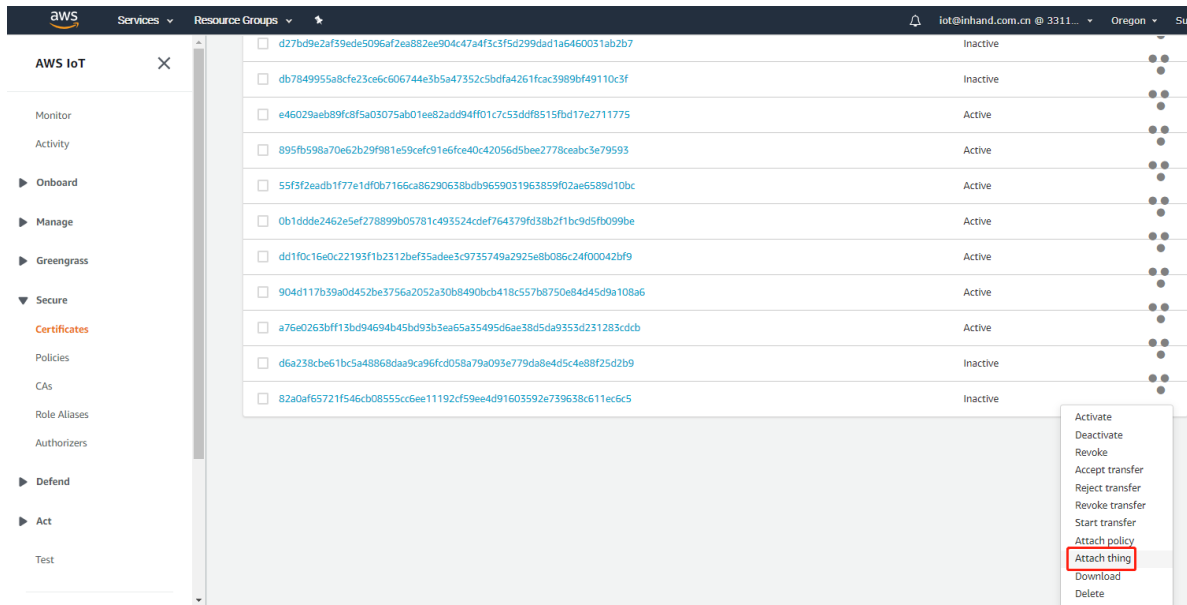 aws Services Resource Groups iot@inhand.com.cn @ 3311... Oregon Su
AWS IoT
Monitor
Activity
Onboard
Manage
Greengrass
Secure
Certificates
Policies
CAs
Role Aliases
Authorizers
Defend
Act
Test
d27bd9e2af39ede5096af2ea882ee904c47a4f3c3f5d299dad1a6460031ab2b7 Inactive
db7849955a8cfe23ce6c606744e3b5a47352c5bdfa4261fcac3989bf49110c3f Inactive
e46029aeb89fc8f5a03075ab01ee82add94ff01c7c53ddf8515fbd17e2711775 Active
895fb598a70e62b29f981e59cefc91e6fce40c42056d5bee2778ceabc3e79593 Active
55f3f2eadb1f77e1df0b7166ca86290638bdb9659031963859f02ae6589d10bc Active
0b1ddde2462e5ef278899b05781c493524cdef764379fd38b2f1bc9d5fb099be Active
dd1f0c16e0c22193f1b2312bef35adee3c9735749a2925e8b086c24f00042bf9 Active
904d117b39a0d452be3756a2052a30b8490bcb418c557b8750e84d45d9a108a6 Active
a76e0263bff13bd94694b45bd93b3ea65a35495d6ae38d5da9353d231283cdcb Active
d6a238cbe61bc5a48868daa9ca96fcd058a79a093e779da8e4d5c4e88f25d2b9 Inactive
82a0af65721f546cb08555cc6ee11192cf59ee4d91603592e739638c611ec6c5 Inactive
Activate
Deactivate
Revoke
Accept transfer
Reject transfer
Revoke transfer
Start transfer
Attach policy
Attach thing
Download
Delete